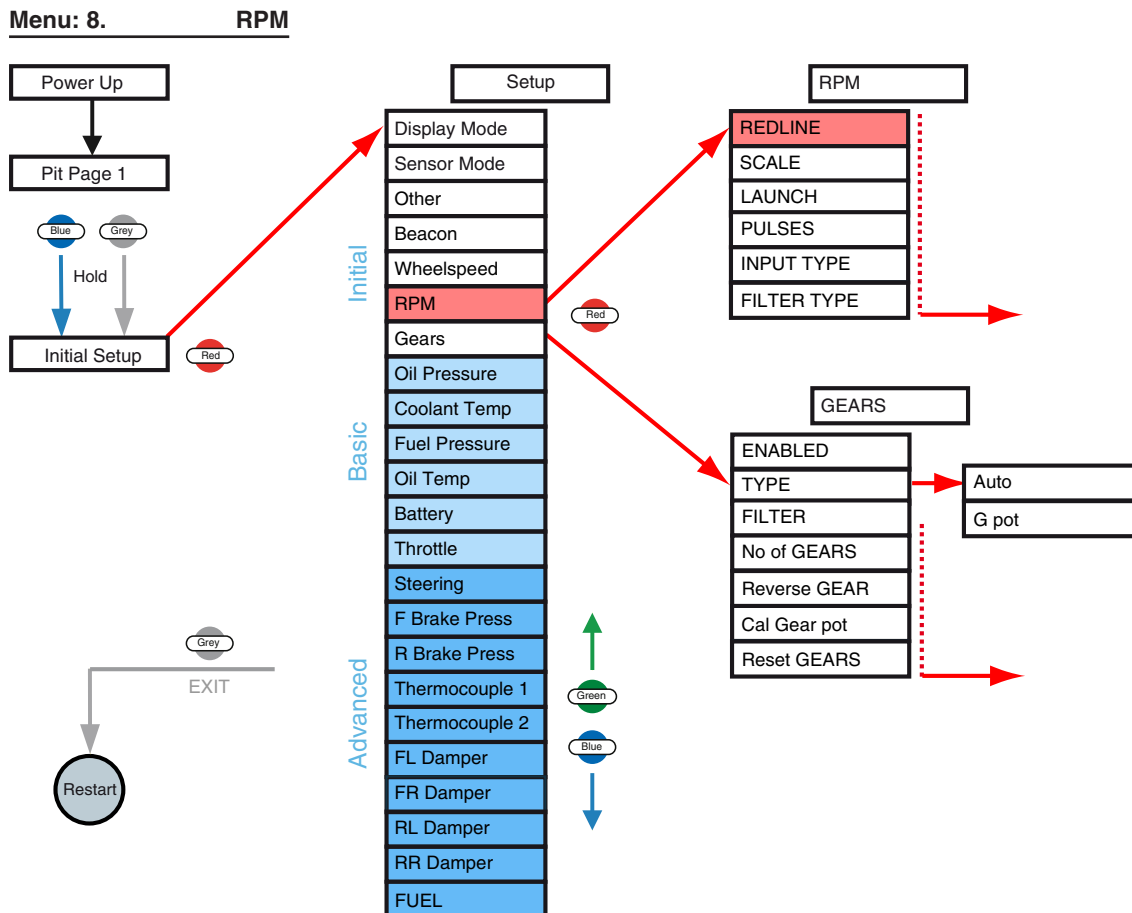 Menu: 8. RPM
Power Up
Pit Page 1
Blue
Grey
Hold
Initial Setup
Red
Grey
EXIT
Restart
Setup
Initial
Basic
Advanced
Display Mode
Sensor Mode
Other
Beacon
Wheelspeed
RPM
Gears
Oil Pressure
Coolant Temp
Fuel Pressure
Oil Temp
Battery
Throttle
Steering
F Brake Press
R Brake Press
Thermocouple 1
Thermocouple 2
FL Damper
FR Damper
RL Damper
RR Damper
FUEL
Red
Green
Blue
RPM
REDLINE
SCALE
LAUNCH
PULSES
INPUT TYPE
FILTER TYPE
GEARS
ENABLED
TYPE
FILTER
No of GEARS
Reverse GEAR
Cal Gear pot
Reset GEARS
Auto
G pot